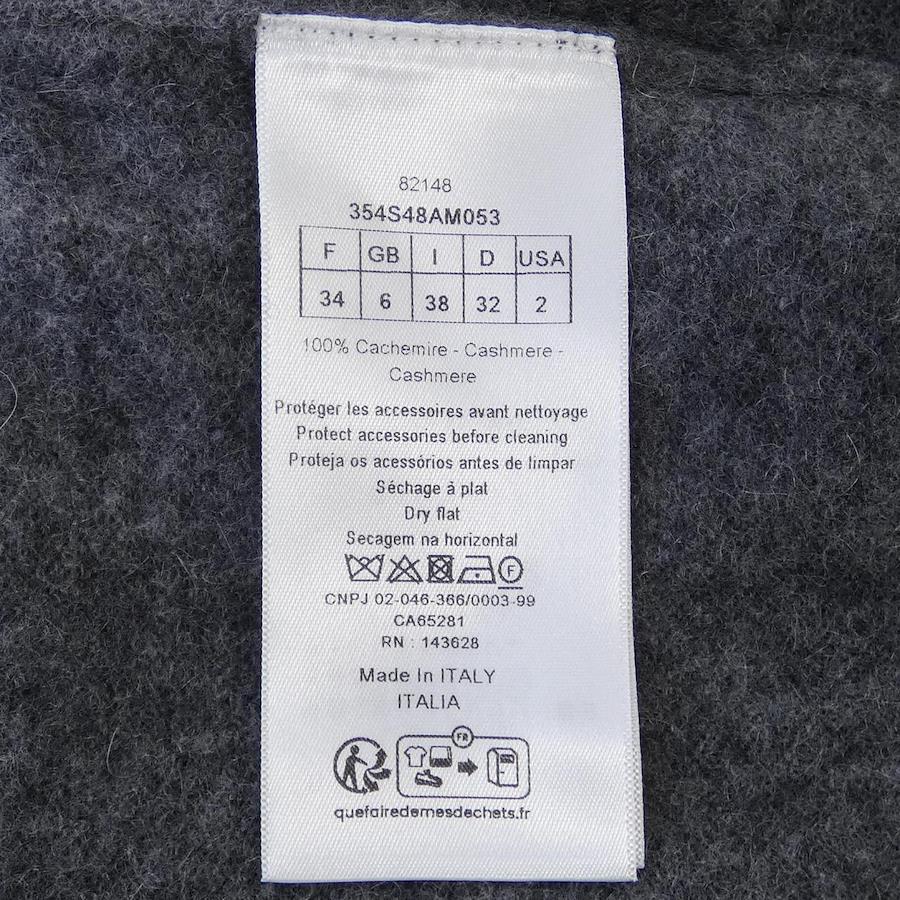 82148
354S48AM053
F GB I D USA
34 6 38 32 2
100% Cachemire - Cashmere -
Cashmere
Protéger les accessoires avant nettoyage
Protect accessories before cleaning
Proteja os acessórios antes de limpar
Séchage à plat
Dry flat
Secagem na horizontal
F
CNPJ 02-046-366/0003-99
CA65281
RN : 143628
Made In ITALY
ITALIA
FR
quefairedemesdechets.fr